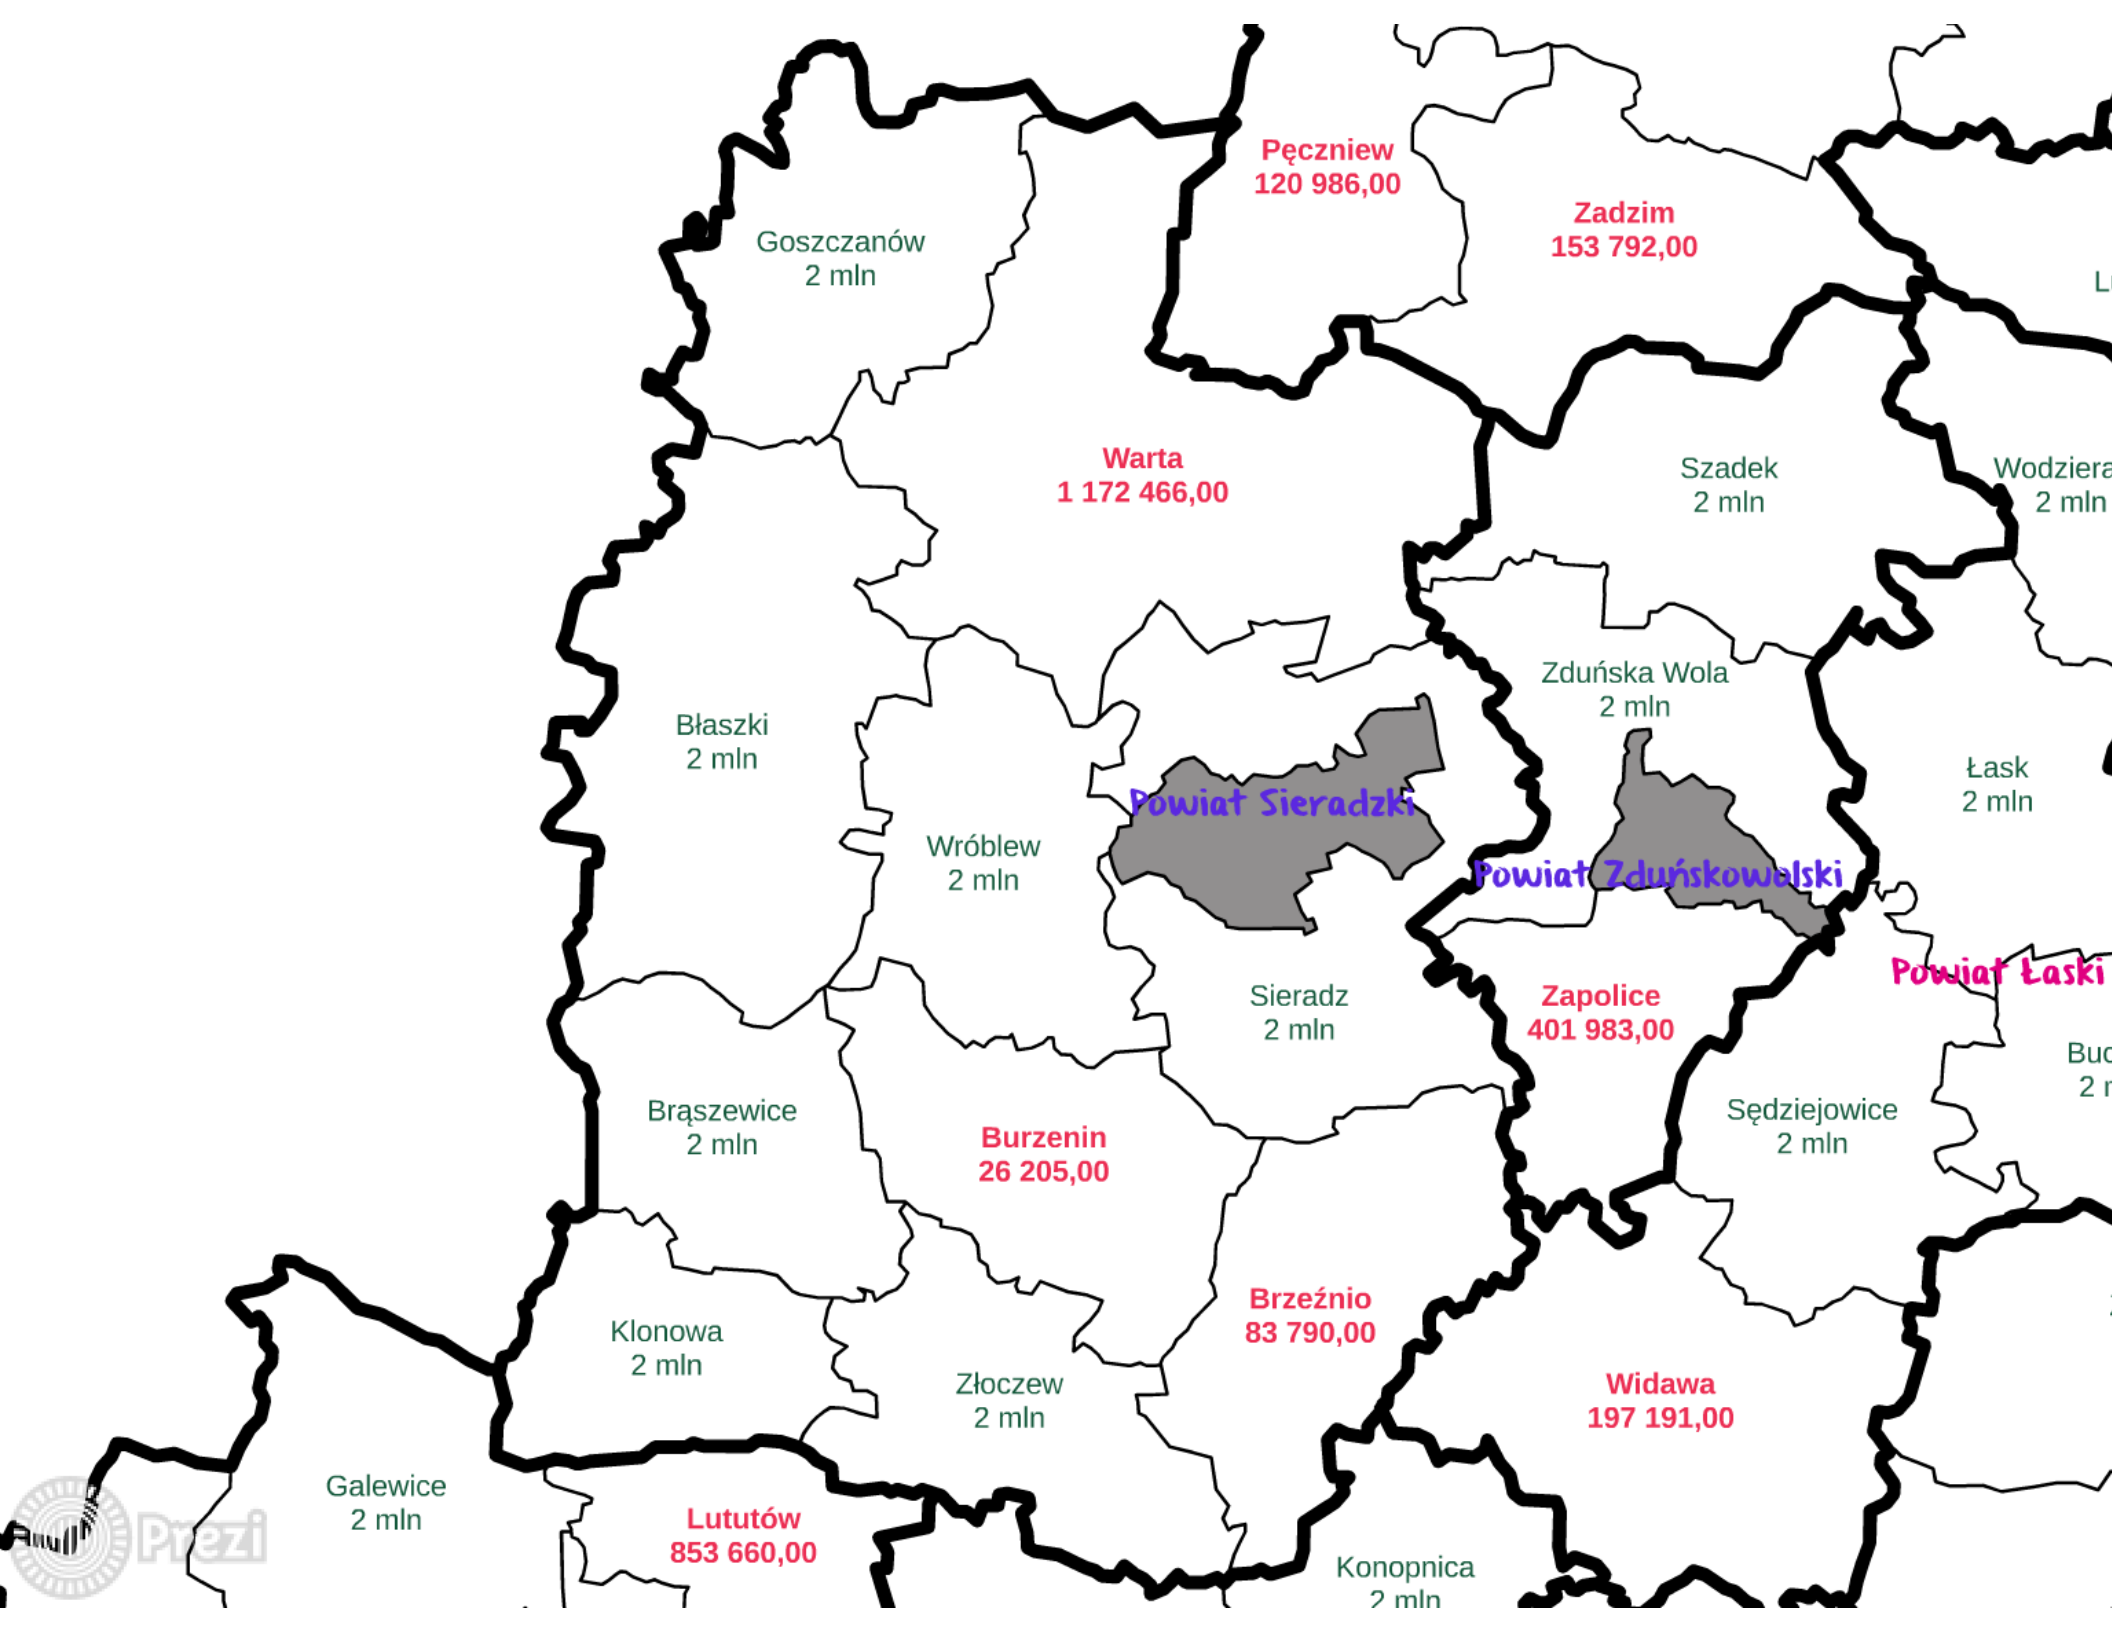 Pęczniew
120 986,00
Zadzim
153 792,00
Goszczanów
2 mln
Warta
1 172 466,00
Szadek
2 mln
2 mln
Zduńska Wola
2 mln
Błaszki
2 mln
Łask
2 mln
Powiat Sieradzki
Wróblew
2 mln
Powiat Zduńskowolski
Powiat Łaski
Sieradz
2 mln
Zapolice
401 983,00
Brąszewice
2 mln
Sędziejowice
2 mln
Burzenin
26 205,00
Brzeźnio
83 790,00
Klonowa
2 mln
Złoczew
2 mln
Widawa
197 191,00
Galewice
2 mln
Lututów
853 660,00
Konopnica
2 mln
Prezi